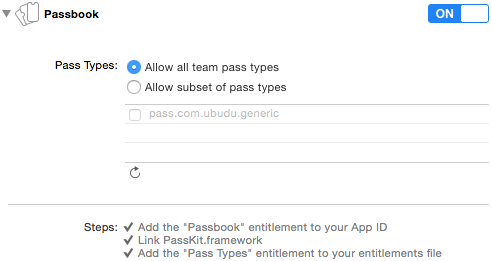 Passbook
ON
Pass Types:
Allow all team pass types
Allow subset of pass types
pass.com.ubudu.generic
Steps:
Add the "Passbook" entitlement to your App ID
Link PassKit.framework
Add the "Pass Types" entitlement to your entitlements file